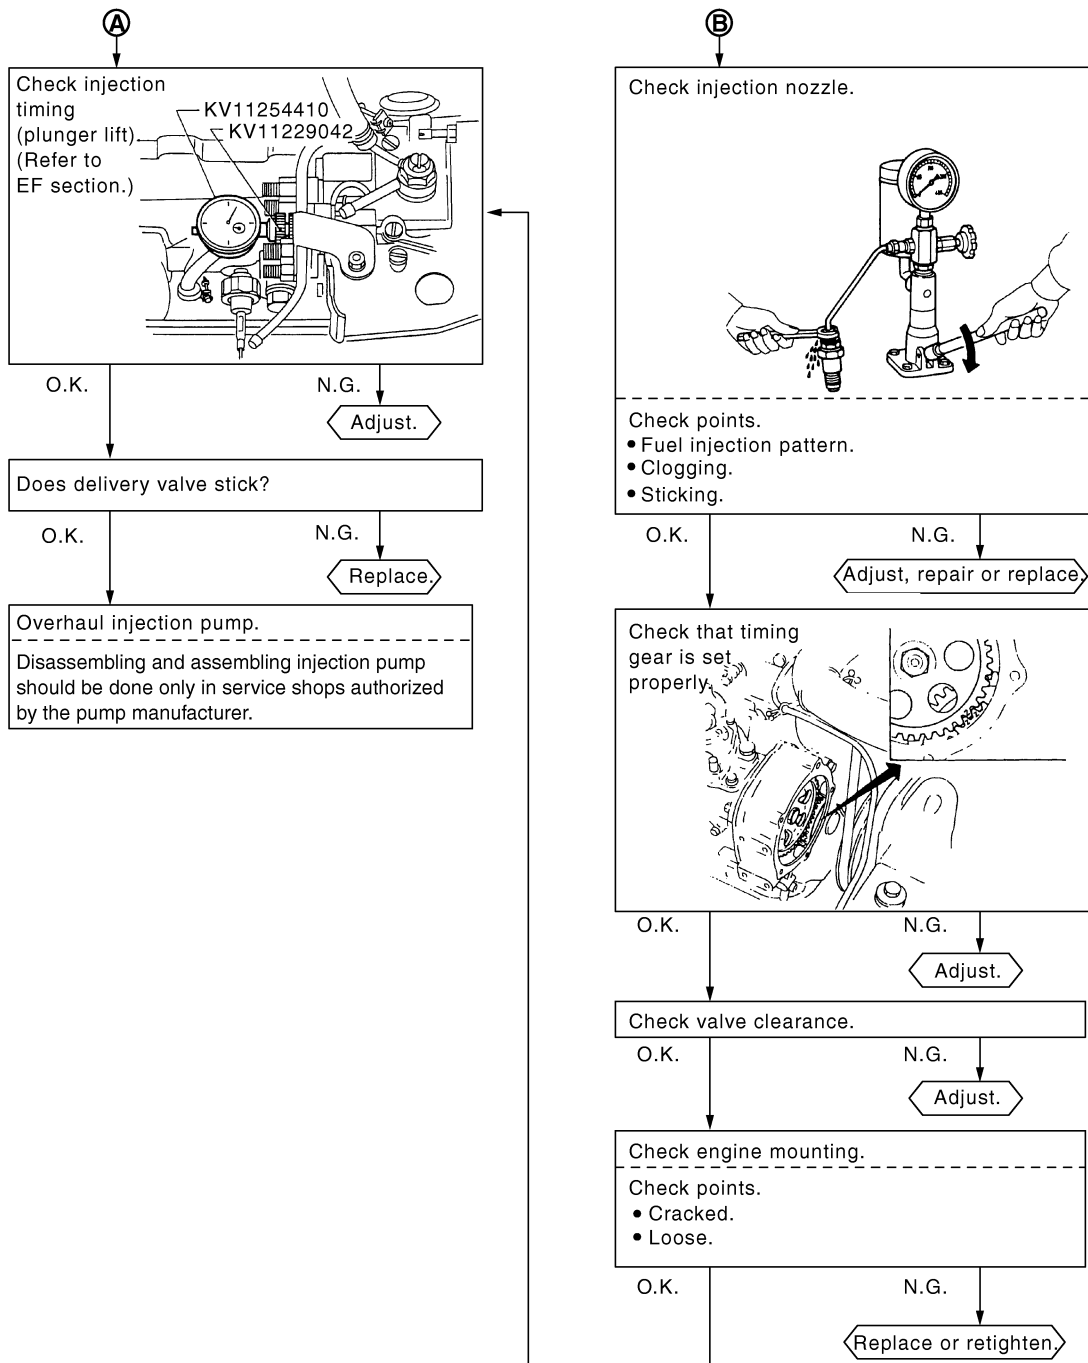 A
Check injection
timing
(plunger lift).
(Refer to
EF section.)
KV11254410
KV11229042
O.K.
N.G.
Adjust.
Does delivery valve stick?
O.K.
N.G.
Replace.
Overhaul injection pump.
Disassembling and assembling injection pump
should be done only in service shops authorized
by the pump manufacturer.
B
Check injection nozzle.
Check points.
• Fuel injection pattern.
• Clogging.
• Sticking.
O.K.
N.G.
Adjust, repair or replace.
Check that timing
gear is set
properly.
O.K.
N.G.
Adjust.
Check valve clearance.
O.K.
N.G.
Adjust.
Check engine mounting.
Check points.
• Cracked.
• Loose.
O.K.
N.G.
Replace or retighten.